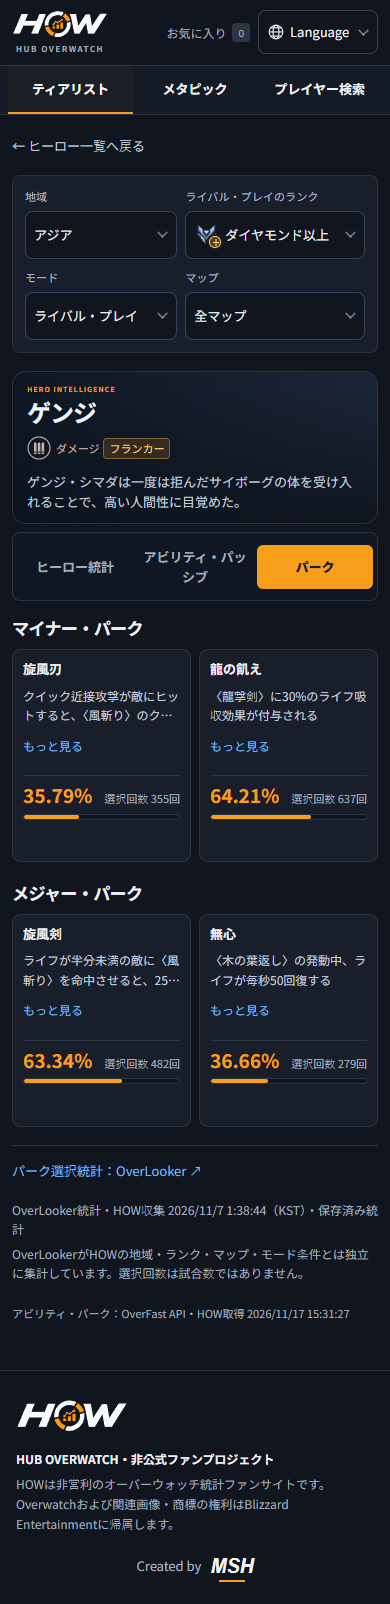 HOW
HUB OVERWATCH
お気に入り 0
Language
ティアリスト メタピック プレイヤー検索
← ヒーロー一覧へ戻る
地域 ライバル・プレイのランク
アジア ダイヤモンド以上
モード マップ
ライバル・プレイ 全マップ
HERO INTELLIGENCE
ゲンジ
ダメージ フランカー
ゲンジ・シマダは一度は拒んだサイボーグの体を受け入
れることで、高い人間性に目覚めた。
ヒーロー統計 アビリティ・パッ
シブ パーク
マイナー・パーク
旋風刃
クイック近接攻撃が敵にヒッ
トすると、〈風斬り〉のク…
もっと見る
35.79% 選択回数 355回
龍の飢え
〈龍撃剣〉に30%のライフ吸
収効果が付与される
もっと見る
64.21% 選択回数 637回
メジャー・パーク
旋風剣
ライフが半分未満の敵に〈風
斬り〉を命中させると、25…
もっと見る
63.34% 選択回数 482回
無心
〈木の葉返し〉の発動中、ラ
イフが毎秒50回復する
もっと見る
36.66% 選択回数 279回
パーク選択統計：OverLooker ↗
OverLooker統計・HOW収集 2026/11/7 1:38:44（KST）・保存済み統
計
OverLookerがHOWの地域・ランク・マップ・モード条件とは独立
に集計しています。選択回数は試合数ではありません。
アビリティ・パーク：OverFast API・HOW取得 2026/11/17 15:31:27
HOW
HUB OVERWATCH・非公式ファンプロジェクト
HOWは非営利のオーバーウォッチ統計ファンサイトです。
Overwatchおよび関連画像・商標の権利はBlizzard
Entertainmentに帰属します。
Created by MSH